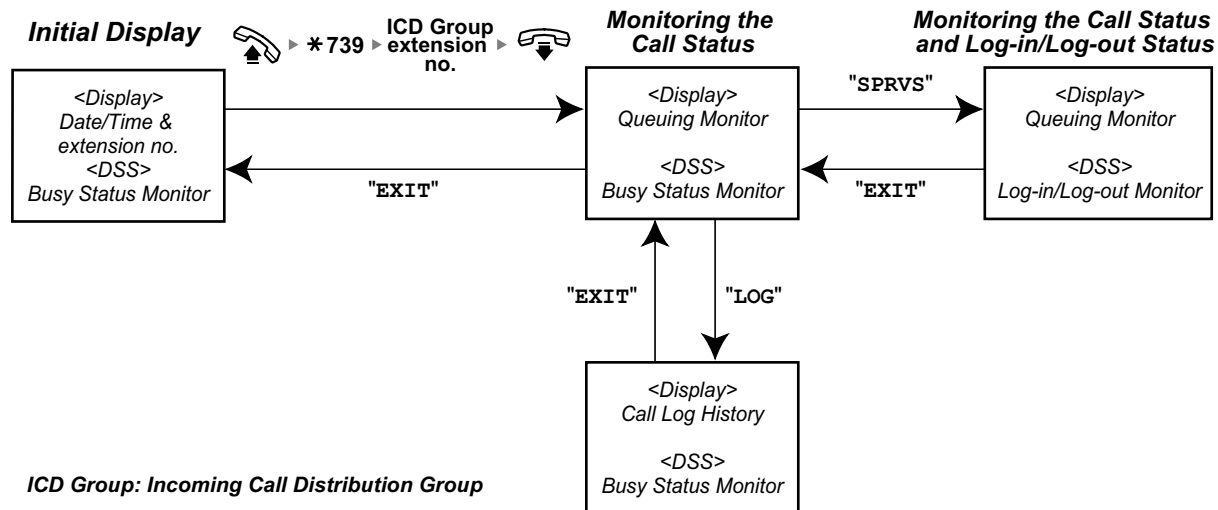 Initial Display
*739
ICD Group
extension
no.
Monitoring the
Call Status
Monitoring the Call Status
and Log-in/Log-out Status
<Display>
Date/Time &
extension no.
<DSS>
Busy Status Monitor
"EXIT"
<Display>
Queuing Monitor
<DSS>
Busy Status Monitor
"SPRVS"
"EXIT"
<Display>
Queuing Monitor
<DSS>
Log-in/Log-out Monitor
"EXIT"
"LOG"
<Display>
Call Log History
<DSS>
Busy Status Monitor
ICD Group: Incoming Call Distribution Group